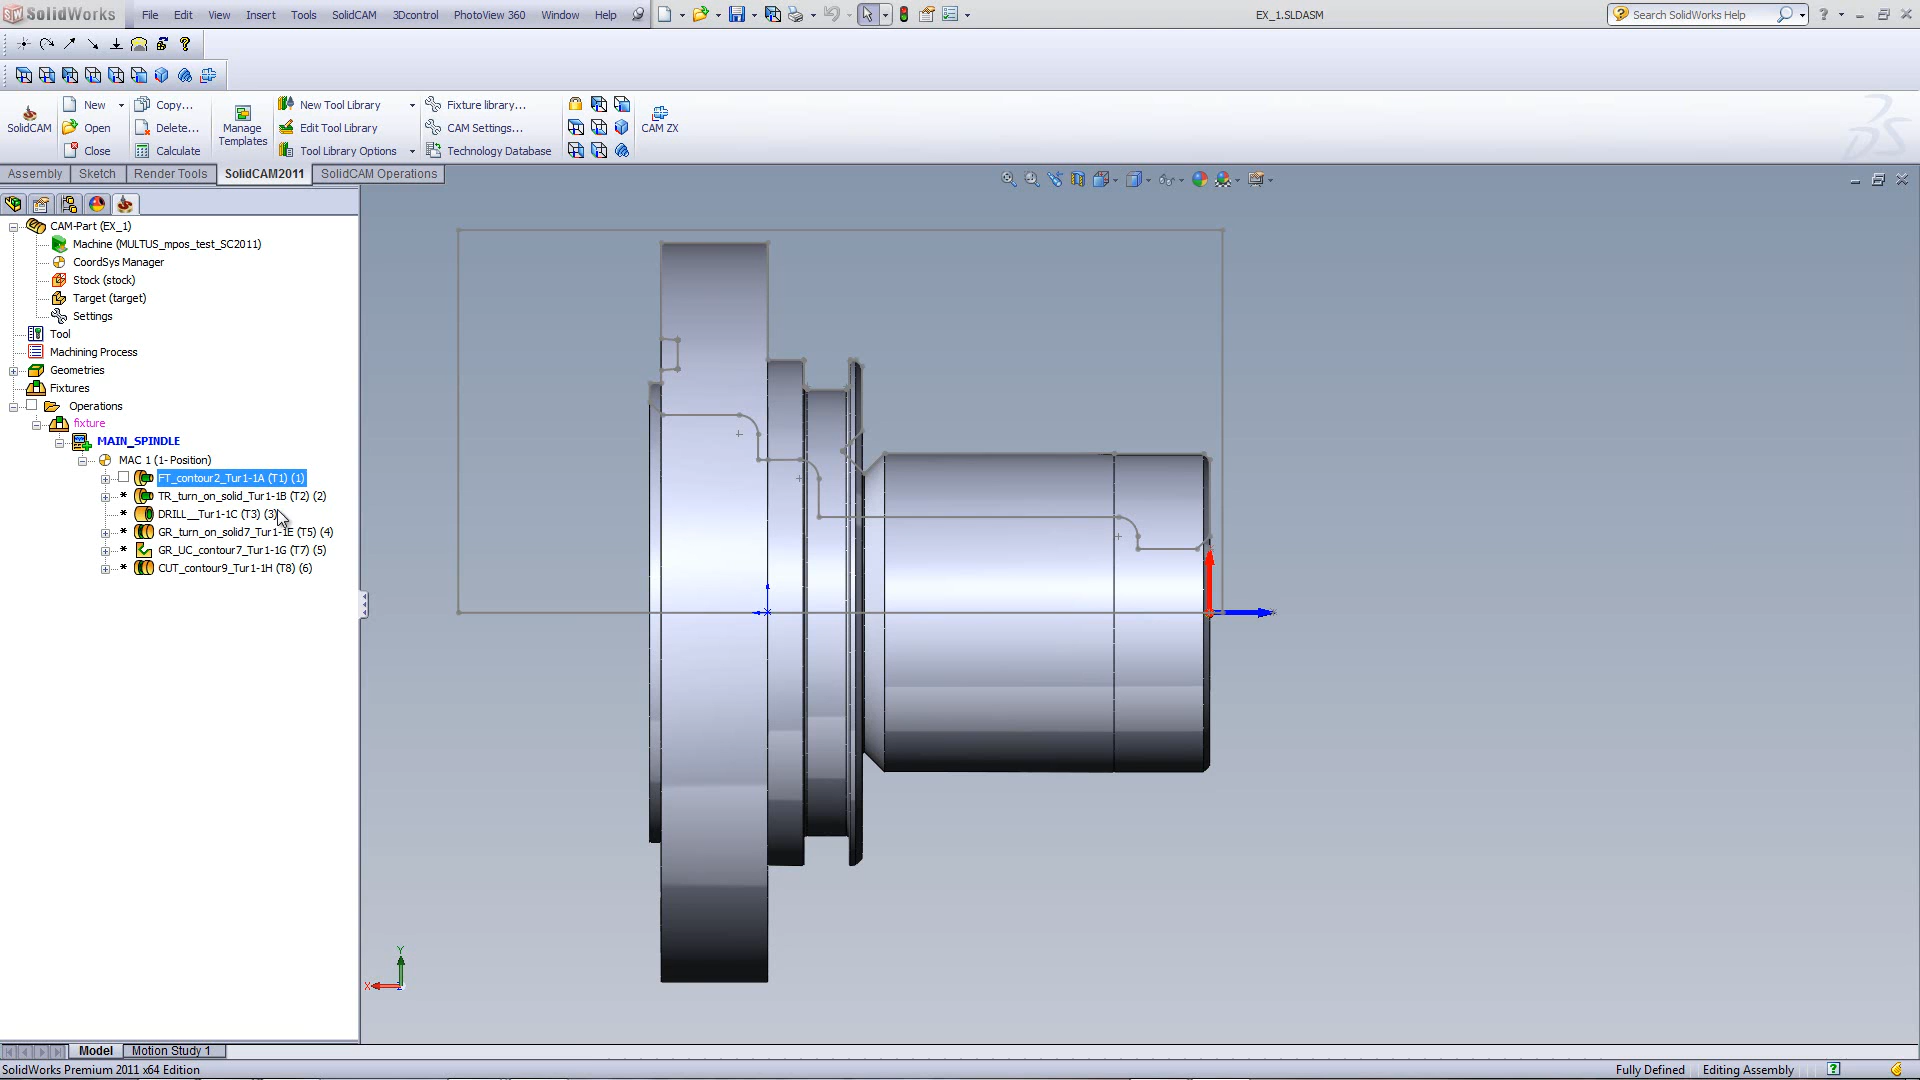 SolidWorks File Edit View Insert Tools SolidCAM 3Dcontrol PhotoView 360 Window Help EX_1.SLDASM Search SolidWorks Help
New Copy... New Tool Library Fixture library...
SolidCAM Open Delete... Manage Templates Edit Tool Library CAM Settings... CAM ZX
Close Calculate Tool Library Options Technology Database
Assembly Sketch Render Tools SolidCAM2011 SolidCAM Operations
CAM-Part (EX_1)
Machine (MULTUS_mpos_test_SC2011)
CoordSys Manager
Stock (stock)
Target (target)
Settings
Tool
Machining Process
Geometries
Fixtures
Operations
fixture
MAIN_SPINDLE
MAC 1 (1- Position)
FT_contour2_Tur1-1A (T1) (1)
TR_turn_on_solid_Tur1-1B (T2) (2)
DRILL__Tur1-1C (T3) (3)
GR_turn_on_solid7_Tur1-1E (T5) (4)
GR_UC_contour7_Tur1-1G (T7) (5)
CUT_contour9_Tur1-1H (T8) (6)
Y
X
Model Motion Study 1
SolidWorks Premium 2011 x64 Edition Fully Defined Editing Assembly